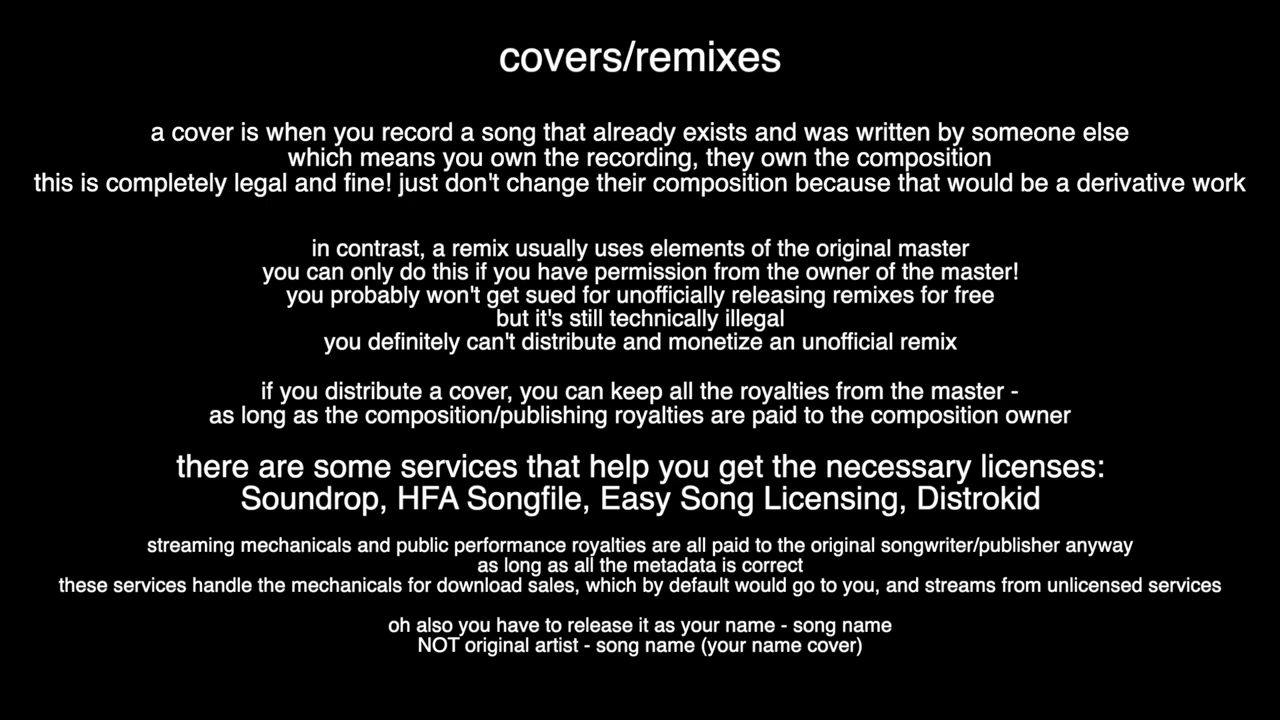 covers/remixes
a cover is when you record a song that already exists and was written by someone else
which means you own the recording, they own the composition
this is completely legal and fine! just don't change their composition because that would be a derivative work
in contrast, a remix usually uses elements of the original master
you can only do this if you have permission from the owner of the master!
you probably won't get sued for unofficially releasing remixes for free
but it's still technically illegal
you definitely can't distribute and monetize an unofficial remix
if you distribute a cover, you can keep all the royalties from the master -
as long as the composition/publishing royalties are paid to the composition owner
there are some services that help you get the necessary licenses:
Soundrop, HFA Songfile, Easy Song Licensing, Distrokid
streaming mechanicals and public performance royalties are all paid to the original songwriter/publisher anyway
as long as all the metadata is correct
these services handle the mechanicals for download sales, which by default would go to you, and streams from unlicensed services
oh also you have to release it as your name - song name
NOT original artist - song name (your name cover)